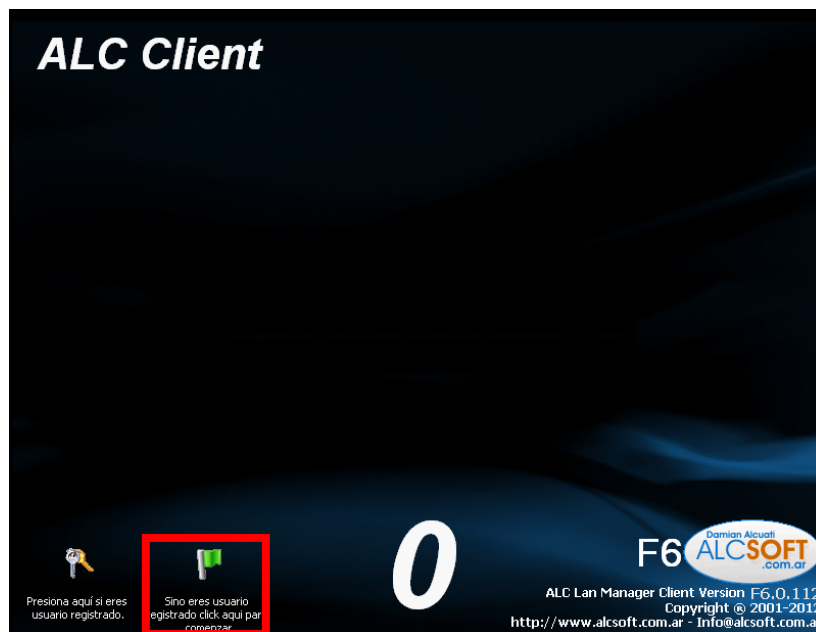 ALC Client
Presiona aquí si eres
usuario registrado.
Sino eres usuario
egistrado click aqui par
comenzar
0
F6
Damian Alcuati
ALCSOFT
.com.ar
ALC Lan Manager Client Version F6.0.112
Copyright ® 2001-2012
http://www.alcsoft.com.ar - Info@alcsoft.com.a